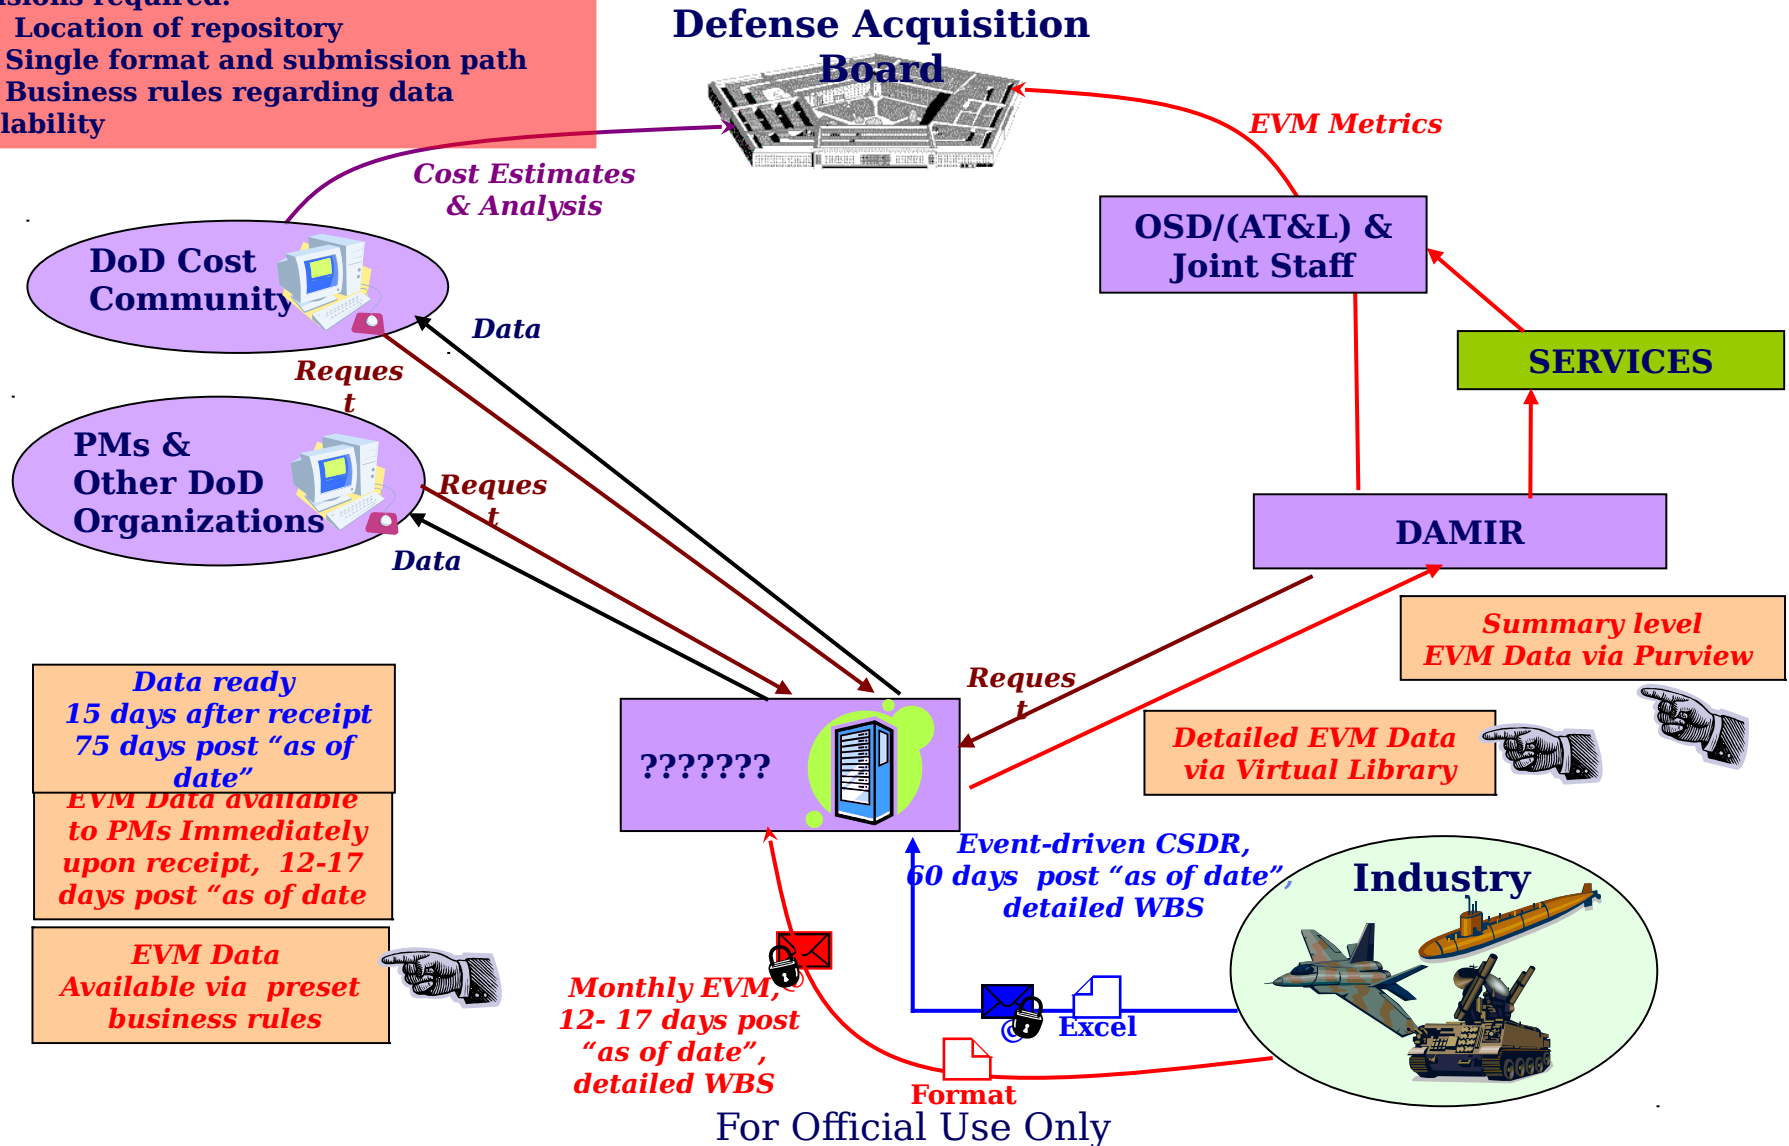 required:
Location of repository
Single format and submission path
Business rules regarding data
Defense Acquisition
Board
EVM Metrics
Cost Estimates
& Analysis
OSD/(AT&L) &
Joint Staff
DoD Cost
Community
Data
SERVICES
Reques
t
PMs &
Other DoD
Organizations
Reques
t
DAMIR
Data
Summary level
EVM Data via Purview
Data ready
15 days after receipt
75 days post “as of
date”
Reques
t
Detailed EVM Data
via Virtual Library
???????
EVM Data available
to PMs Immediately
upon receipt, 12-17
days post “as of date
Event-driven CSDR,
60 days post “as of date”,
detailed WBS
Industry
EVM Data
Available via preset
business rules
Monthly EVM,
12- 17 days post
“as of date”,
detailed WBS
@
@
Excel
Format
For Official Use Only